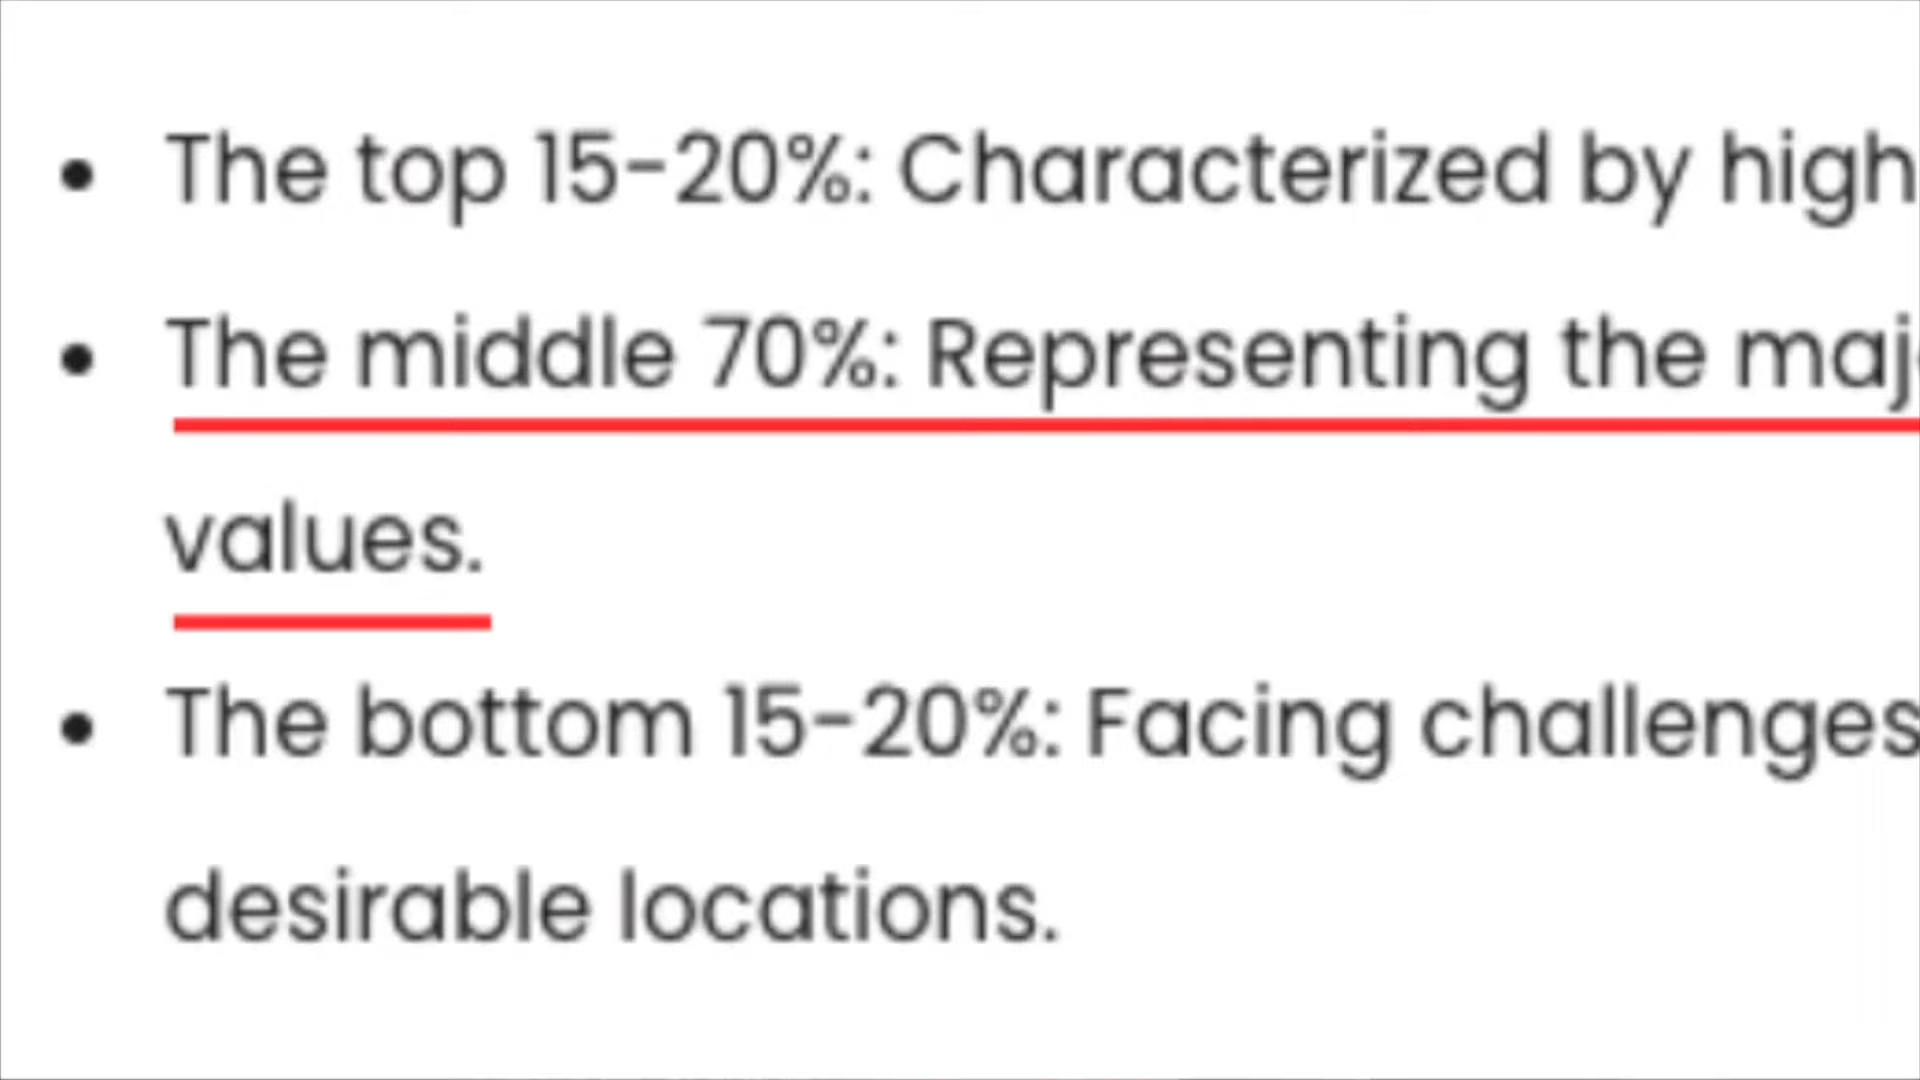 • The top 15-20%: Characterized by high
• The middle 70%: Representing the maj
values.
• The bottom 15-20%: Facing challenges
desirable locations.